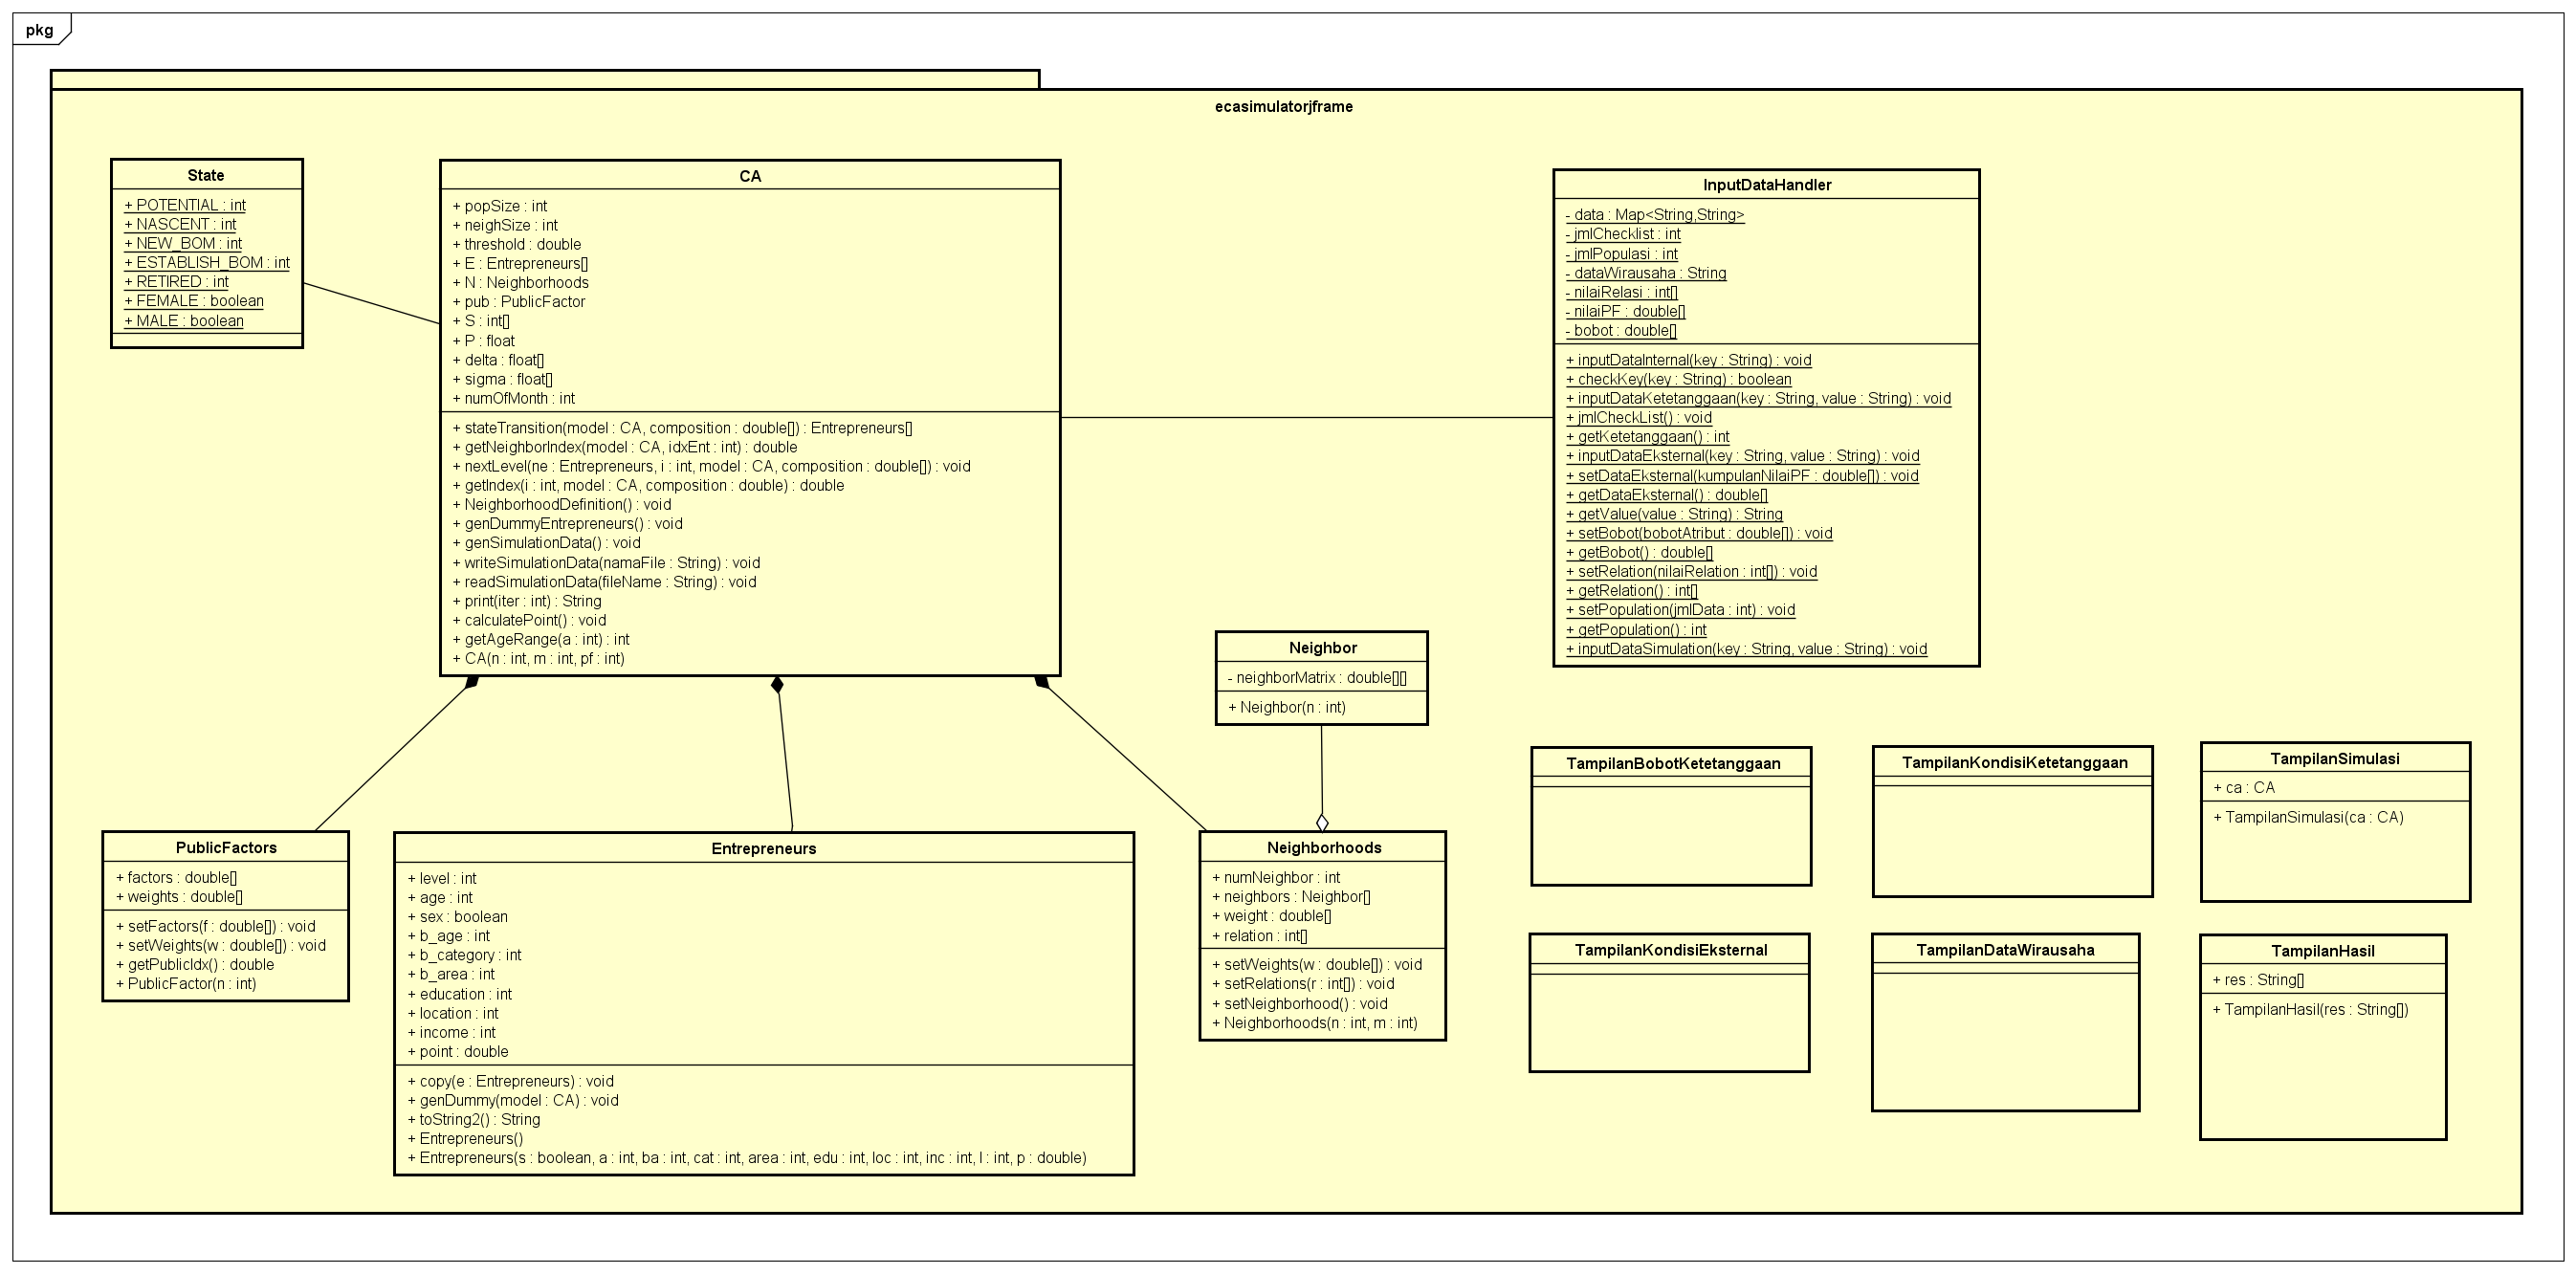 pkg
ecasimulatorjframe
State
+ POTENTIAL : int
+ NASCENT : int
+ NEW_BOM : int
+ ESTABLISH_BOM : int
+ RETIRED : int
+ FEMALE : boolean
+ MALE : boolean
CA
+ popSize : int
+ neighSize : int
+ threshold : double
+ E : Entrepreneurs[]
+ N : Neighborhoods
+ pub : PublicFactor
+ S : int[]
+ P : float
+ delta : float[]
+ sigma : float[]
+ numOfMonth : int
+ stateTransition(model : CA, composition : double[]) : Entrepreneurs[]
+ getNeighborIndex(model : CA, idxEnt : int) : double
+ nextLevel(ne : Entrepreneurs, i : int, model : CA, composition : double[]) : void
+ getIndex(i : int, model : CA, composition : double) : double
+ NeighborhoodDefinition() : void
+ genDummyEntrepreneurs() : void
+ genSimulationData() : void
+ writeSimulationData(namaFile : String) : void
+ readSimulationData(fileName : String) : void
+ print(iter : int) : String
+ calculatePoint() : void
+ getAgeRange(a : int) : int
+ CA(n : int, m : int, pf : int)
InputDataHandler
- data : Map<String,String>
- jmlChecklist : int
- jmlPopulasi : int
- dataWirausaha : String
- nilaiRelasi : int[]
- nilaiPF : double[]
- bobot : double[]
+ inputDataInternal(key : String) : void
+ checkKey(key : String) : boolean
+ inputDataKetetanggaan(key : String, value : String) : void
+ jmlCheckList() : void
+ getKetetanggaan() : int
+ inputDataEksternal(key : String, value : String) : void
+ setDataEksternal(kumpulanNilaiPF : double[]) : void
+ getDataEksternal() : double[]
+ getValue(value : String) : String
+ setBobot(bobotAtribut : double[]) : void
+ getBobot() : double[]
+ setRelation(nilaiRelation : int[]) : void
+ getRelation() : int[]
+ setPopulation(jmlData : int) : void
+ getPopulation() : int
+ inputDataSimulation(key : String, value : String) : void
Neighbor
- neighborMatrix : double[][]
+ Neighbor(n : int)
PublicFactors
+ factors : double[]
+ weights : double[]
+ setFactors(f : double[]) : void
+ setWeights(w : double[]) : void
+ getPublicIdx() : double
+ PublicFactor(n : int)
Entrepreneurs
+ level : int
+ age : int
+ sex : boolean
+ b_age : int
+ b_category : int
+ b_area : int
+ education : int
+ location : int
+ income : int
+ point : double
+ copy(e : Entrepreneurs) : void
+ genDummy(model : CA) : void
+ toString2() : String
+ Entrepreneurs()
+ Entrepreneurs(s : boolean, a : int, ba : int, cat : int, area : int, edu : int, loc : int, inc : int, l : int, p : double)
Neighborhoods
+ numNeighbor : int
+ neighbors : Neighbor[]
+ weight : double[]
+ relation : int[]
+ setWeights(w : double[]) : void
+ setRelations(r : int[]) : void
+ setNeighborhood() : void
+ Neighborhoods(n : int, m : int)
TampilanBobotKetetanggaan
TampilanKondisiKetetanggaan
TampilanSimulasi
+ ca : CA
+ TampilanSimulasi(ca : CA)
TampilanKondisiEksternal
TampilanDataWirausaha
TampilanHasil
+ res : String[]
+ TampilanHasil(res : String[])